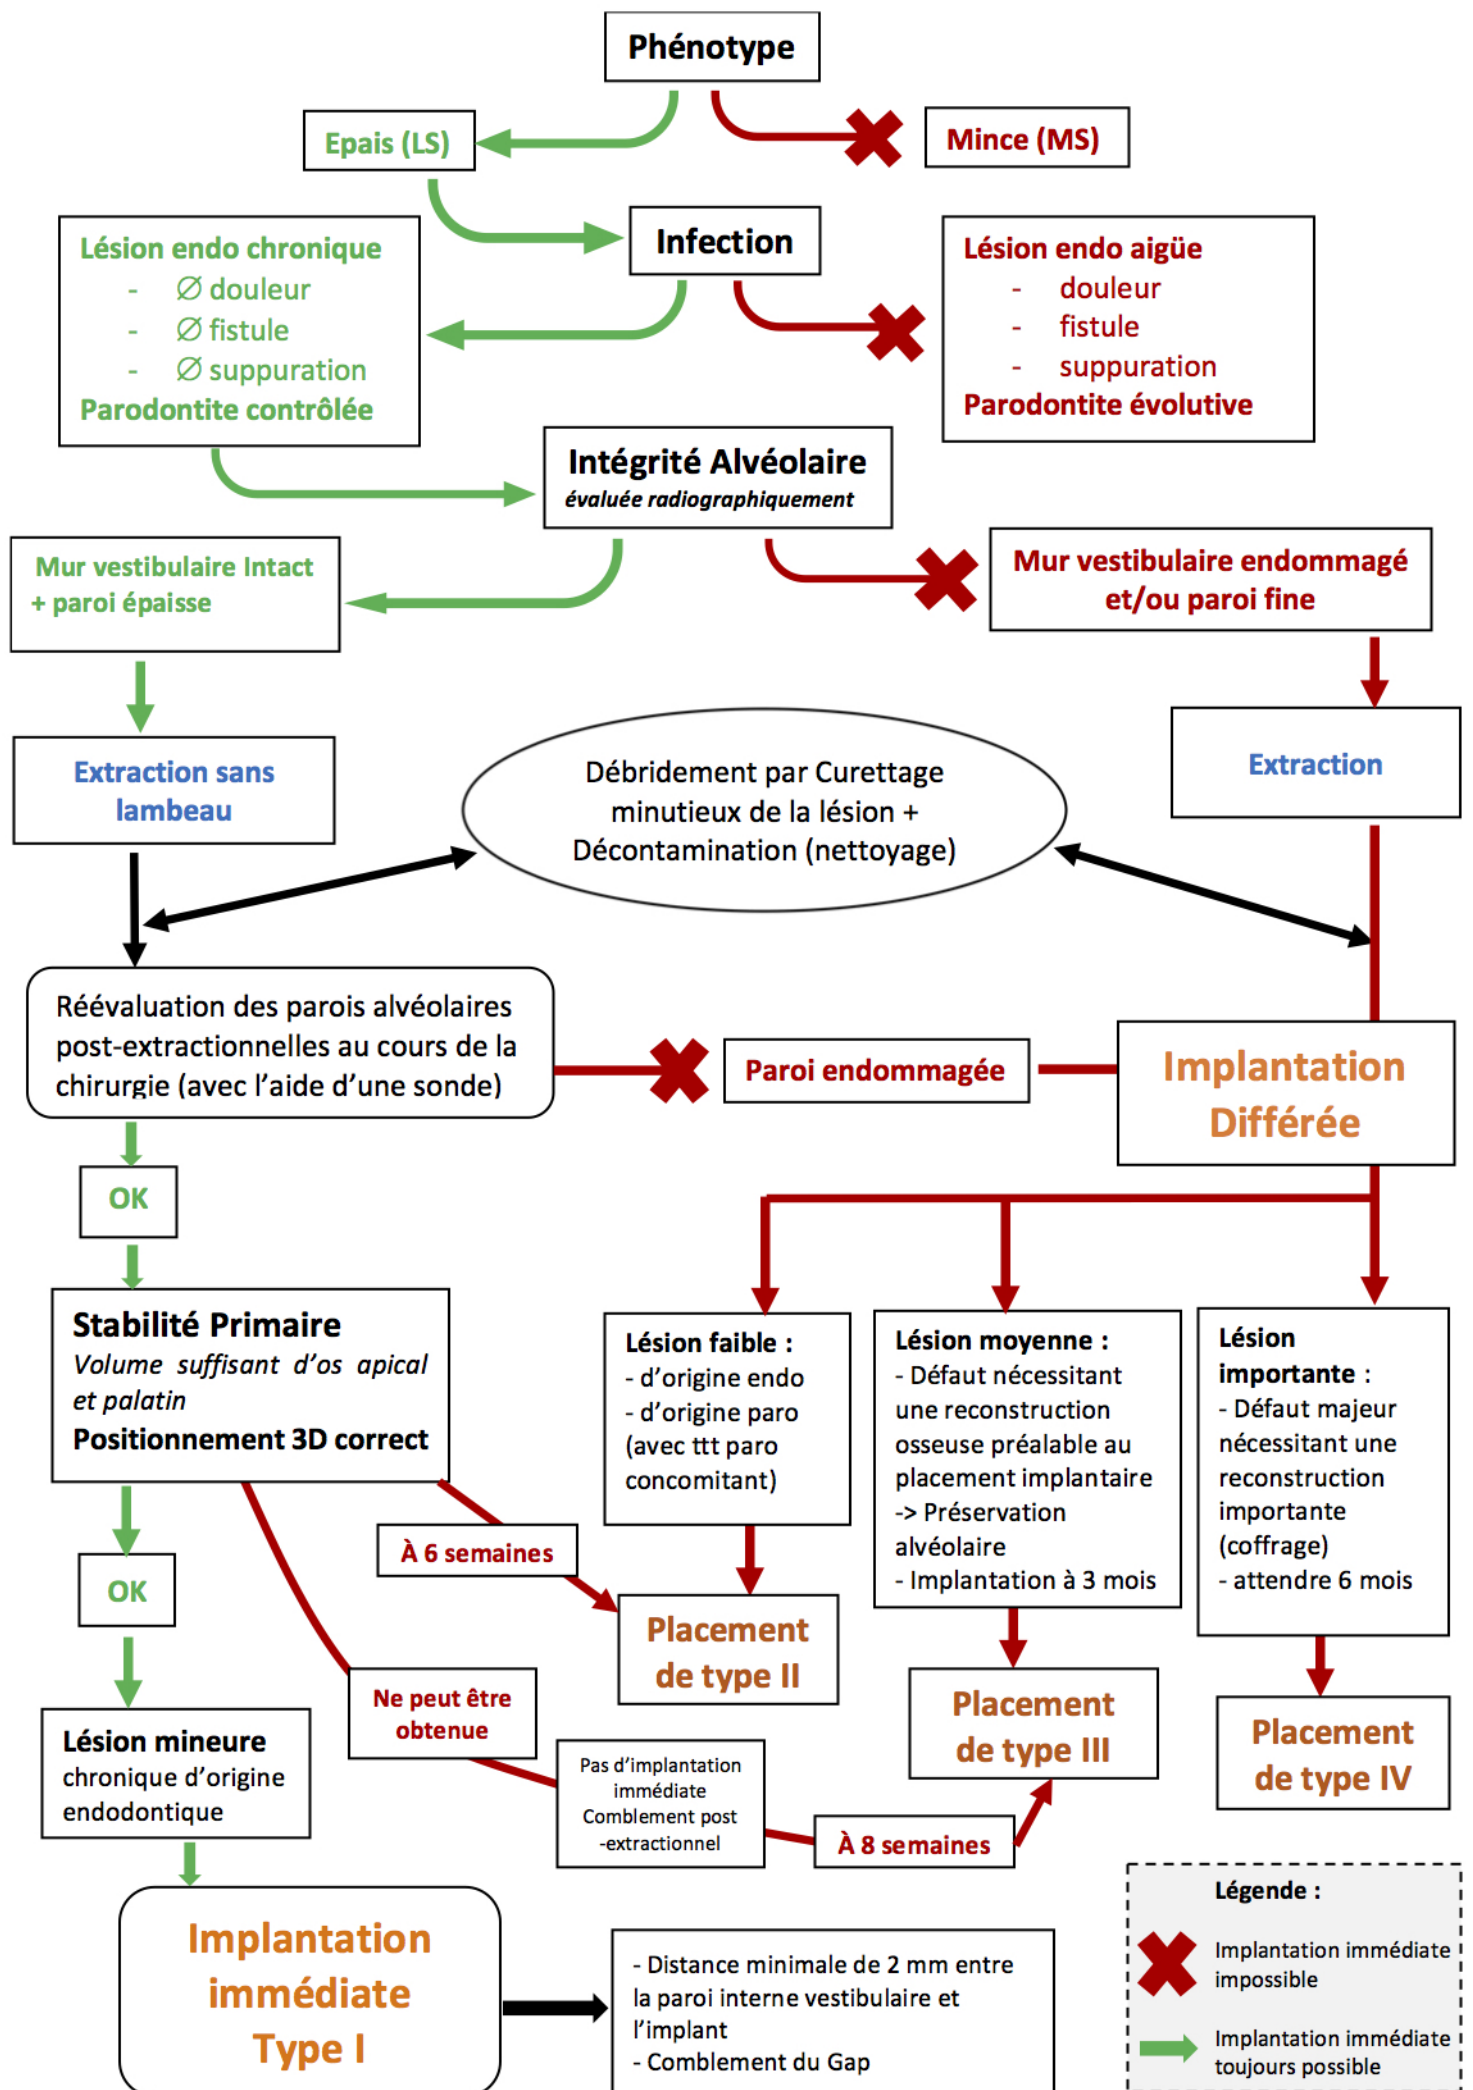 Phénotype
Epais (LS)
Mince (MS)
Infection
Lésion endo chronique
- ∅ douleur
- ∅ fistule
- ∅ suppuration
Parodontite contrôlée
Lésion endo aigüe
- douleur
- fistule
- suppuration
Parodontite évolutive
Intégrité Alvéolaire
évaluée radiographiquement
Mur vestibulaire Intact
+ paroi épaisse
Mur vestibulaire endommagé
et/ou paroi fine
Extraction sans
lambeau
Débridement par Curettage
minutieux de la lésion +
Décontamination (nettoyage)
Extraction
Réévaluation des parois alvéolaires
post-extractionnelles au cours de la
chirurgie (avec l'aide d'une sonde)
Paroi endommagée
Implantation
Différée
OK
Stabilité Primaire
Volume suffisant d'os apical
et palatin
Positionnement 3D correct
Lésion faible :
- d'origine endo
- d'origine paro
(avec ttt paro
concomitant)
Lésion moyenne :
- Défaut nécessitant
une reconstruction
osseuse préalable au
placement implantaire
-> Préservation
alvéolaire
- Implantation à 3 mois
Lésion
importante :
- Défaut majeur
nécessitant une
reconstruction
importante
(coffrage)
- attendre 6 mois
À 6 semaines
OK
Placement
de type II
Ne peut être
obtenue
Placement
de type III
Placement
de type IV
Lésion mineure
chronique d'origine
endodontique
Pas d'implantation
immédiate
Comblement post
-extractionnel
À 8 semaines
Implantation
immédiate
Type I
- Distance minimale de 2 mm entre
la paroi interne vestibulaire et
l'implant
- Comblement du Gap
Légende :
Implantation immédiate
impossible
Implantation immédiate
toujours possible